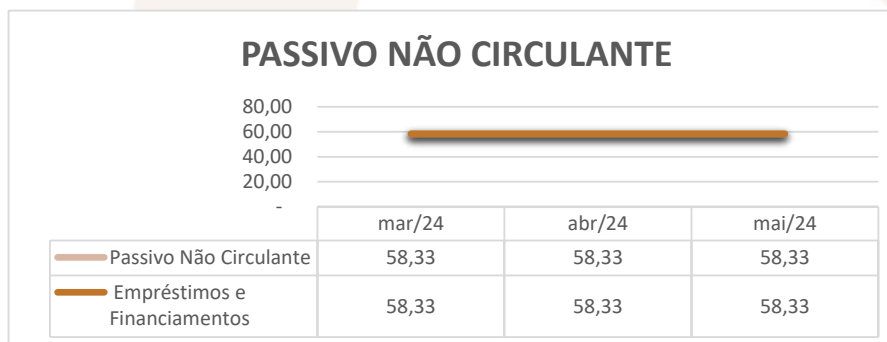 PASSIVO NÃO CIRCULANTE
80,00
60,00
40,00
20,00
-
mar/24 abr/24 mai/24
Passivo Não Circulante 58,33 58,33 58,33
Empréstimos e
Financiamentos 58,33 58,33 58,33